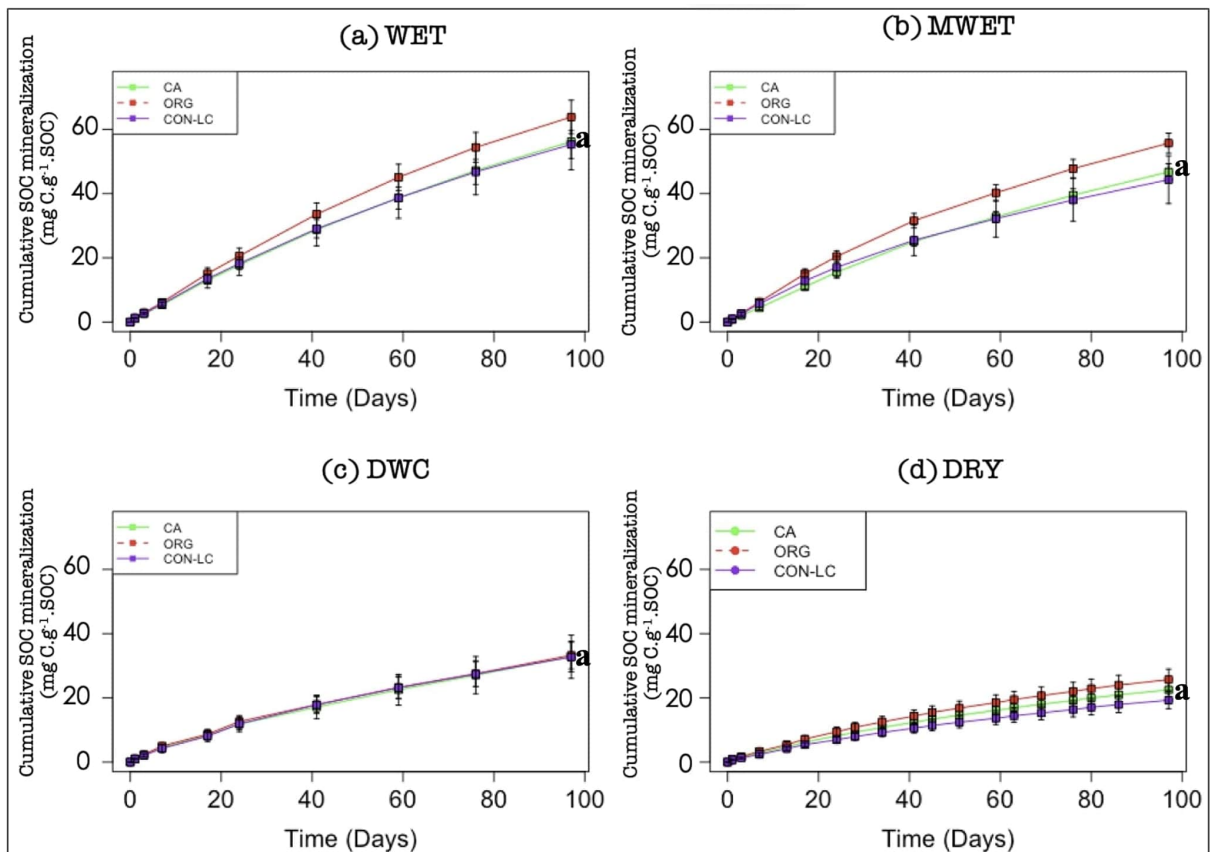 (a) WET
Cumulative SOC mineralization
(mg C.g⁻¹.SOC)
CA
ORG
CON-LC
60
40
20
0
a
0 20 40 60 80 100
Time (Days)
(b) MWET
Cumulative SOC mineralization
(mg C.g⁻¹.SOC)
CA
ORG
CON-LC
60
40
20
0
a
0 20 40 60 80 100
Time (Days)
(c) DWC
Cumulative SOC mineralization
(mg C.g⁻¹.SOC)
CA
ORG
CON-LC
60
40
20
0
a
0 20 40 60 80 100
Time (Days)
(d) DRY
Cumulative SOC mineralization
(mg C.g⁻¹.SOC)
CA
ORG
CON-LC
60
40
20
0
a
0 20 40 60 80 100
Time (Days)